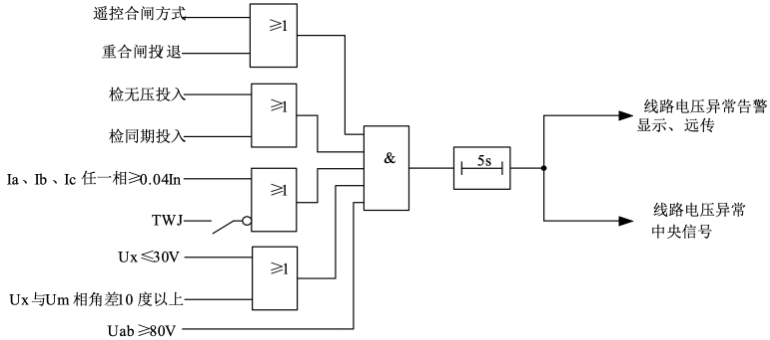 遥控合闸方式
≥1
重合闸投/退
检无压投入
≥1
检同期投入
&
5s
线路电压异常告警
显示、远传
Ia、Ib、Ic 任一相≥0.04In
≥1
TWJ
线路电压异常
中央信号
Ux≤30V
≥1
Ux与Um 相角差10 度以上
Uab≥80V